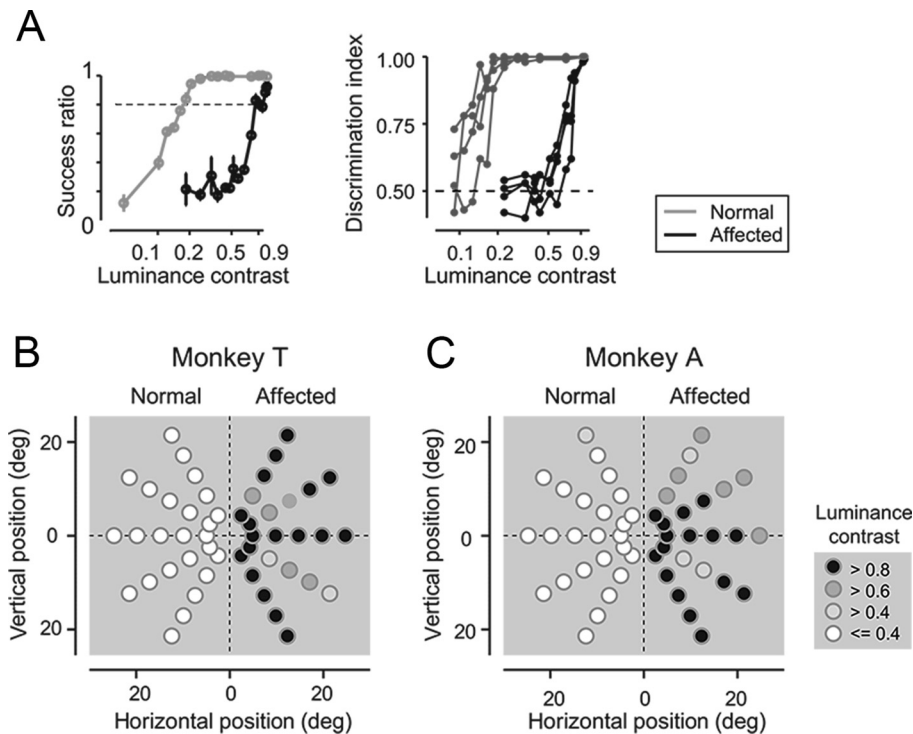 A
Success ratio
1
0
0.1 0.2 0.5 0.9
Luminance contrast
Discrimination index
1.00
0.75
0.50
0.1 0.5 0.9
Luminance contrast
Normal
Affected
B
Monkey T
Normal Affected
Vertical position (deg)
20
0
20
20 0 20
Horizontal position (deg)
C
Monkey A
Normal Affected
Vertical position (deg)
20
0
20
20 0 20
Horizontal position (deg)
Luminance
contrast
> 0.8
> 0.6
> 0.4
<= 0.4